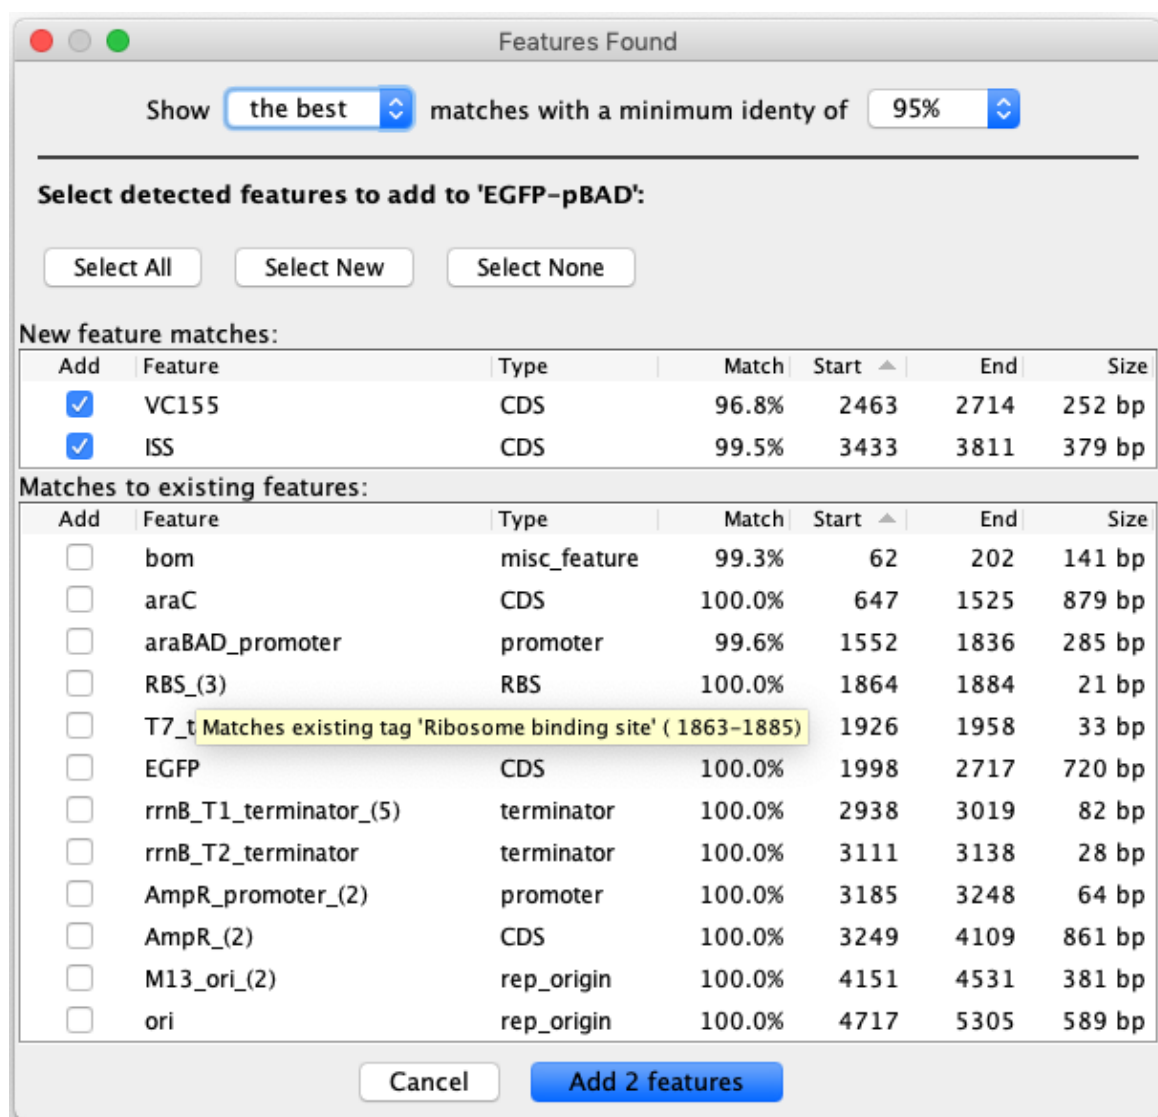 Features Found
Show the best matches with a minimum identy of 95%
Select detected features to add to 'EGFP-pBAD':
Select All Select New Select None
New feature matches:
Add Feature Type Match Start End Size
VC155 CDS 96.8% 2463 2714 252 bp
ISS CDS 99.5% 3433 3811 379 bp
Matches to existing features:
Add Feature Type Match Start End Size
bom misc_feature 99.3% 62 202 141 bp
araC CDS 100.0% 647 1525 879 bp
araBAD_promoter promoter 99.6% 1552 1836 285 bp
RBS_(3) RBS 100.0% 1864 1884 21 bp
T7_t Matches existing tag 'Ribosome binding site' ( 1863-1885) 1926 1958 33 bp
EGFP CDS 100.0% 1998 2717 720 bp
rrnB_T1_terminator_(5) terminator 100.0% 2938 3019 82 bp
rrnB_T2_terminator terminator 100.0% 3111 3138 28 bp
AmpR_promoter_(2) promoter 100.0% 3185 3248 64 bp
AmpR_(2) CDS 100.0% 3249 4109 861 bp
M13_ori_(2) rep_origin 100.0% 4151 4531 381 bp
ori rep_origin 100.0% 4717 5305 589 bp
Cancel Add 2 features